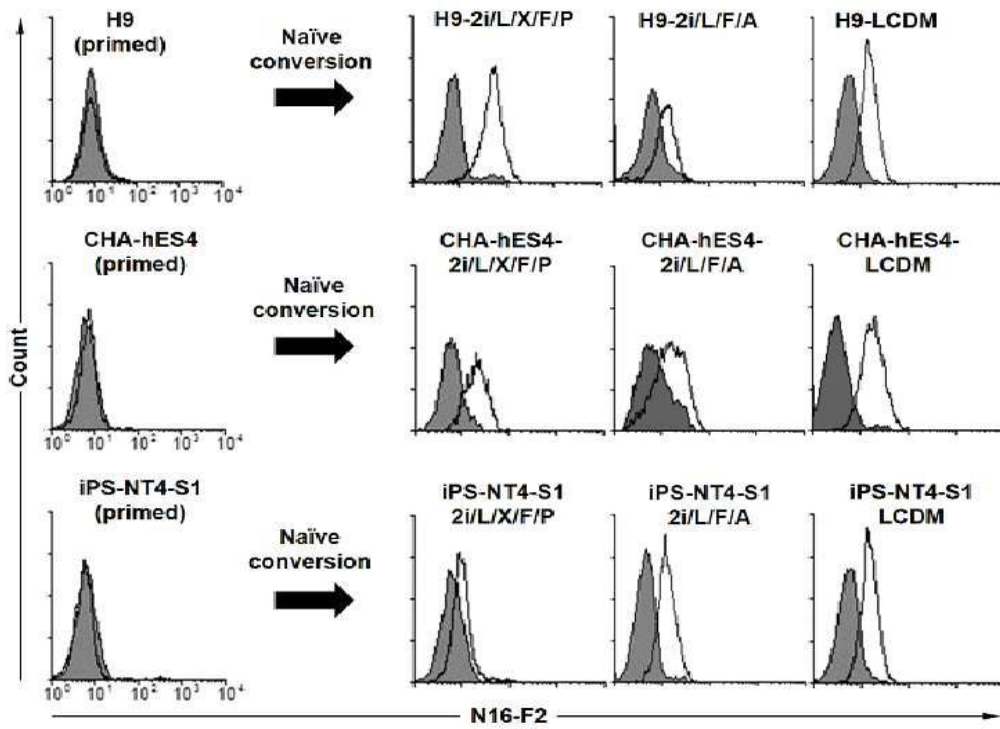 H9
(primed)
Naïve
conversion
H9-2i/L/X/F/P
H9-2i/L/F/A
H9-LCDM
10⁰ 10¹ 10² 10³ 10⁴
CHA-hES4
(primed)
Naïve
conversion
CHA-hES4-
2i/L/X/F/P
CHA-hES4-
2i/L/F/A
CHA-hES4-
LCDM
10⁰ 10¹ 10² 10³ 10⁴
iPS-NT4-S1
(primed)
Naïve
conversion
iPS-NT4-S1
2i/L/X/F/P
iPS-NT4-S1
2i/L/F/A
iPS-NT4-S1
LCDM
10⁰ 10¹ 10² 10³ 10⁴
Count
N16-F2